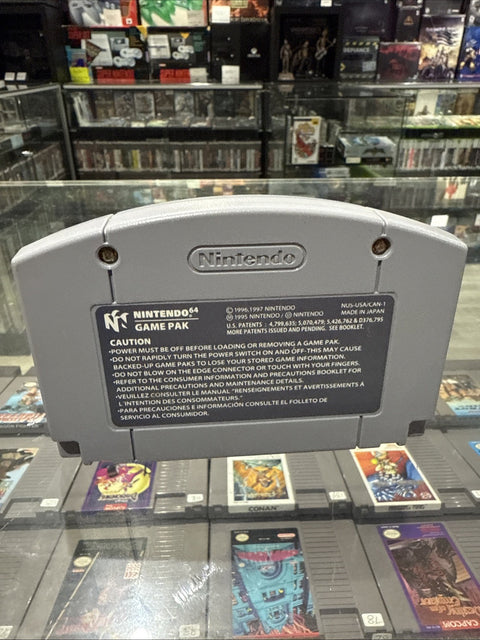 Nintendo
NINTENDO 64
GAME PAK
©1996,1997 NINTENDO
NUS-USA/CAN-1
MADE IN JAPAN
U.S. PATENTS : 4,799,635; 5,070,479; 5,426,762 & D376,795
MORE PATENTS ISSUED AND PENDING. SEE BOOKLET.
CAUTION
•POWER MUST BE OFF BEFORE LOADING OR REMOVING A GAME PAK.
•DO NOT RAPIDLY TURN THE POWER SWITCH ON AND OFF-THIS MAY CAUSE
BACKED-UP GAME PAKS TO LOSE YOUR STORED GAME INFORMATION.
•DO NOT BLOW ON THE EDGE CONNECTOR OR TOUCH WITH YOUR FINGERS.
•REFER TO THE CONSUMER INFORMATION AND PRECAUTIONS BOOKLET FOR
ADDITIONAL PRECAUTIONS AND MAINTENANCE DETAILS.
•VEUILLEZ CONSULTER LE MANUAL "RENSEIGNEMENTS ET AVERTISSEMENTS A
L'INTENTION DES CONSOMMATEURS."
•PARA PRECAUCIONES E INFORMACIÓN CONSULTE EL FOLLETO DE
SERVICIO AL CONSUMIDOR.
CONAN
CAPCOM